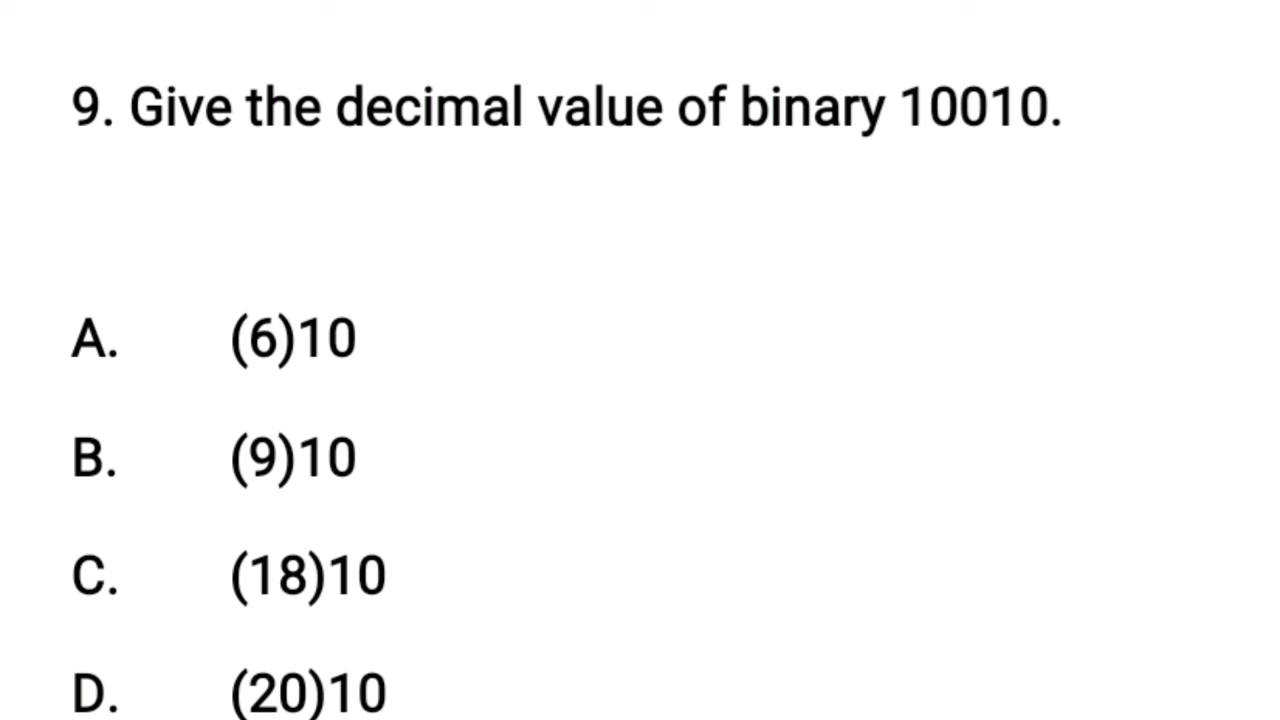 9. Give the decimal value of binary 10010.
A. (6)10
B. (9)10
C. (18)10
D. (20)10